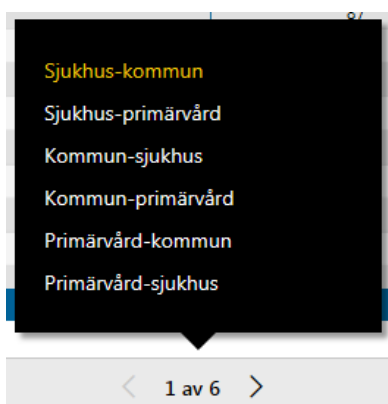 Sjukhus-kommun
Sjukhus-primärvård
Kommun-sjukhus
Kommun-primärvård
Primärvård-kommun
Primärvård-sjukhus
1 av 6